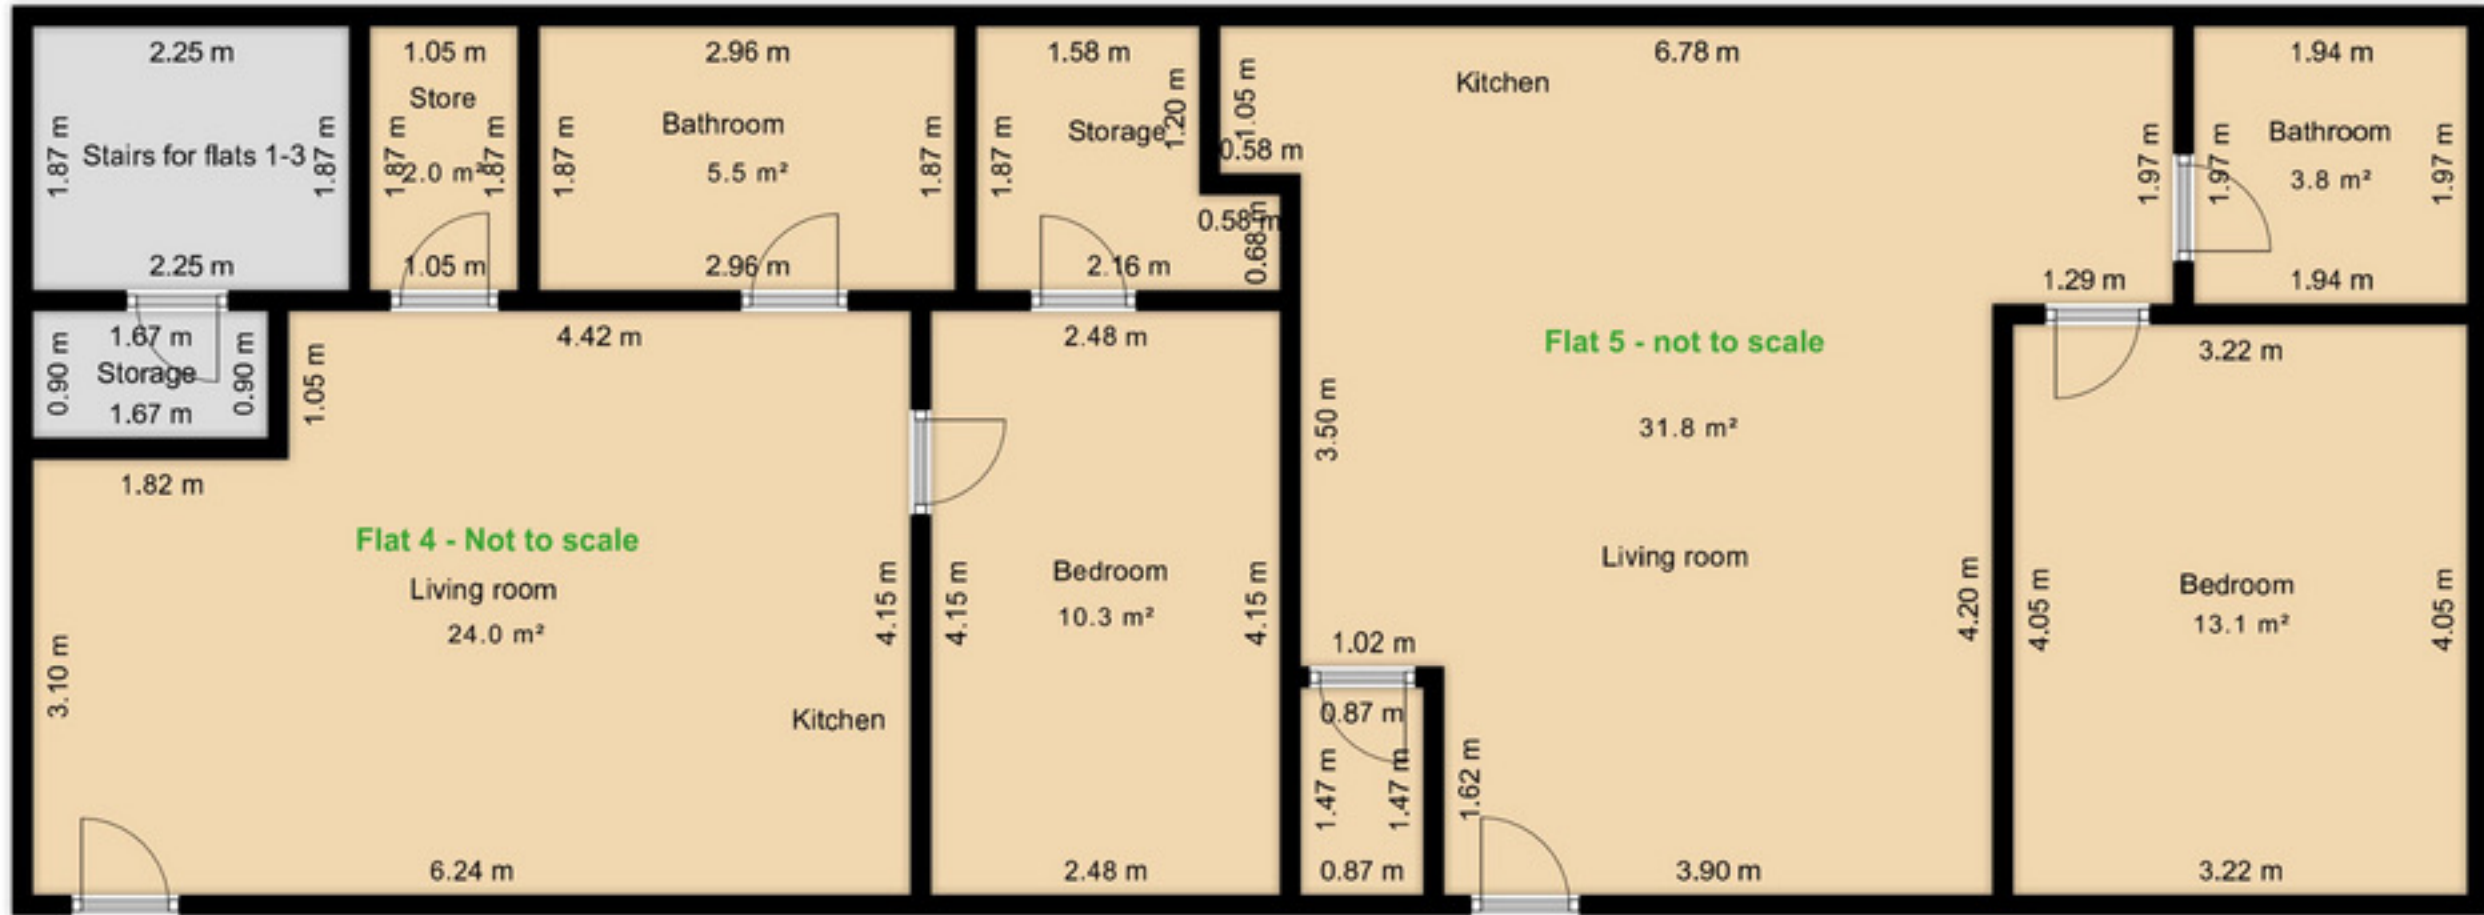 2.25 m
1.05 m
2.96 m
1.58 m
6.78 m
1.94 m
Store
Kitchen
1.87 m
Stairs for flats 1-3
1.87 m
1.87 m
2.0 m²
1.87 m
1.87 m
Bathroom
5.5 m²
1.87 m
1.87 m
Storage
1.20 m
1.05 m
0.58 m
1.97 m
1.97 m
Bathroom
3.8 m²
1.97 m
0.58 m
0.68 m
2.25 m
1.05 m
2.96 m
2.16 m
1.29 m
1.94 m
1.67 m
0.90 m
Storage
0.90 m
1.67 m
1.05 m
4.42 m
2.48 m
Flat 5 - not to scale
3.22 m
3.50 m
31.8 m²
1.82 m
Flat 4 - Not to scale
Living room
24.0 m²
3.10 m
4.15 m
4.15 m
Bedroom
10.3 m²
4.15 m
Living room
4.20 m
4.05 m
Bedroom
13.1 m²
4.05 m
1.02 m
Kitchen
0.87 m
1.47 m
1.47 m
1.62 m
6.24 m
2.48 m
0.87 m
3.90 m
3.22 m